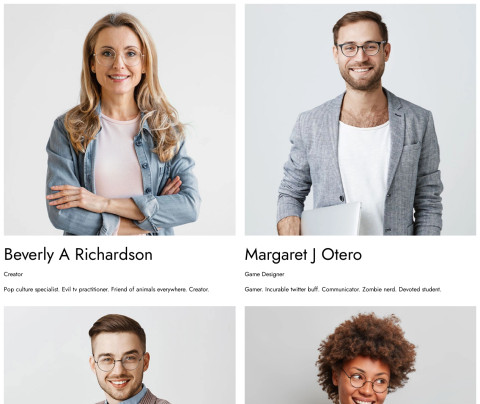 Beverly A Richardson
Creator
Pop culture specialist. Evil tv practitioner. Friend of animals everywhere. Creator.
Margaret J Otero
Game Designer
Gamer. Incurable twitter buff. Communicator. Zombie nerd. Devoted student.